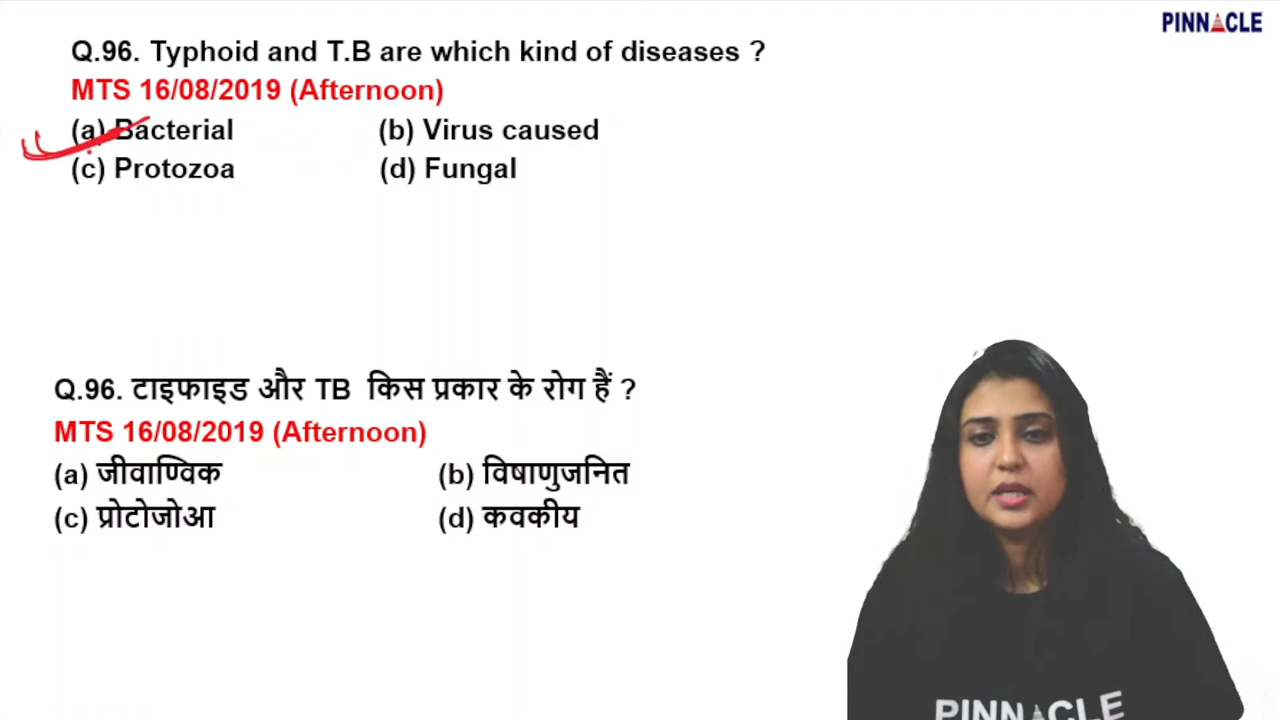 PINNACLE
Q.96. Typhoid and T.B are which kind of diseases ?
MTS 16/08/2019 (Afternoon)
(a) Bacterial (b) Virus caused
(c) Protozoa (d) Fungal
Q.96. टाइफाइड और TB किस प्रकार के रोग हैं ?
MTS 16/08/2019 (Afternoon)
(a) जीवाण्विक (b) विषाणुजनित
(c) प्रोटोजोआ (d) कवकीय
PINNACLE